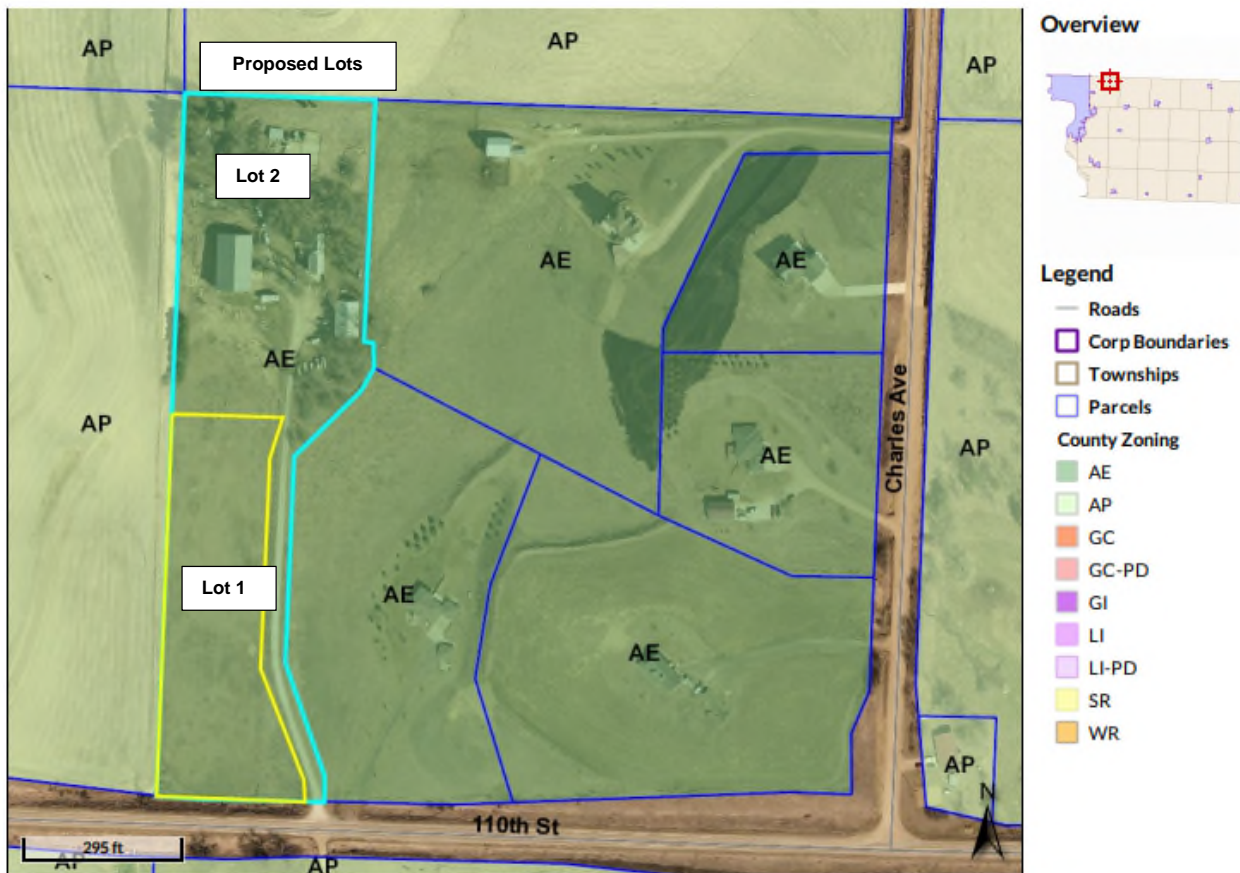 AP
AP
AP
Proposed Lots
Lot 2
AE
AE
AE
AP
AE
AP
Charles Ave
Lot 1
AE
AE
AP
N
110th St
295 ft
AP
AP
Overview
Legend
Roads
Corp Boundaries
Townships
Parcels
County Zoning
AE
AP
GC
GC-PD
GI
LI
LI-PD
SR
WR